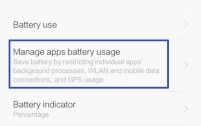 Battery use
Manage apps battery usage
Save battery by restricting individual apps'
background processes, WLAN and mobile data
connections, and GPS usage
Battery indicator
Percentage